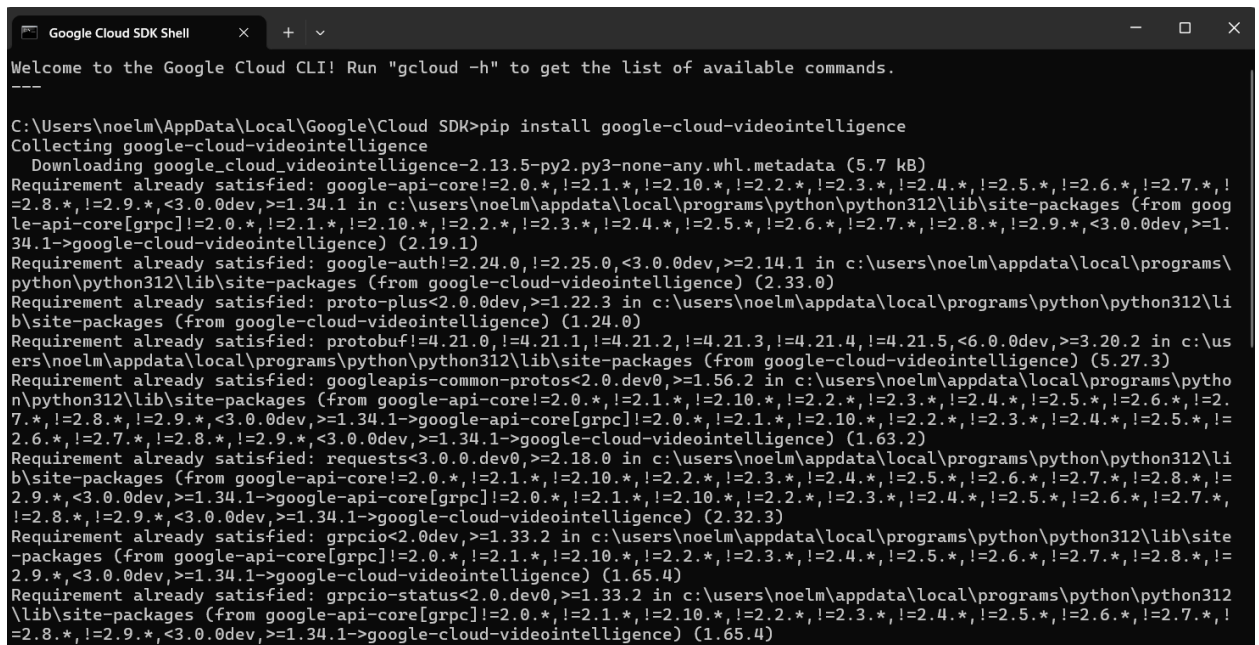 Google Cloud SDK Shell
Welcome to the Google Cloud CLI! Run "gcloud -h" to get the list of available commands.
---
C:\Users\noelm\AppData\Local\Google\Cloud SDK>pip install google-cloud-videointelligence
Collecting google-cloud-videointelligence
  Downloading google_cloud_videointelligence-2.13.5-py2.py3-none-any.whl.metadata (5.7 kB)
Requirement already satisfied: google-api-core!=2.0.*,!=2.1.*,!=2.10.*,!=2.2.*,!=2.3.*,!=2.4.*,!=2.5.*,!=2.6.*,!=2.7.*,!
=2.8.*,!=2.9.*,<3.0.0dev,>=1.34.1 in c:\users\noelm\appdata\local\programs\python\python312\lib\site-packages (from goog
le-api-core[grpc]!=2.0.*,!=2.1.*,!=2.10.*,!=2.2.*,!=2.3.*,!=2.4.*,!=2.5.*,!=2.6.*,!=2.7.*,!=2.8.*,!=2.9.*,<3.0.0dev,>=1.
34.1->google-cloud-videointelligence) (2.19.1)
Requirement already satisfied: google-auth!=2.24.0,!=2.25.0,<3.0.0dev,>=2.14.1 in c:\users\noelm\appdata\local\programs\
python\python312\lib\site-packages (from google-cloud-videointelligence) (2.33.0)
Requirement already satisfied: proto-plus<2.0.0dev,>=1.22.3 in c:\users\noelm\appdata\local\programs\python\python312\li
b\site-packages (from google-cloud-videointelligence) (1.24.0)
Requirement already satisfied: protobuf!=4.21.0,!=4.21.1,!=4.21.2,!=4.21.3,!=4.21.4,!=4.21.5,<6.0.0dev,>=3.20.2 in c:\us
ers\noelm\appdata\local\programs\python\python312\lib\site-packages (from google-cloud-videointelligence) (5.27.3)
Requirement already satisfied: googleapis-common-protos<2.0.dev0,>=1.56.2 in c:\users\noelm\appdata\local\programs\pytho
n\python312\lib\site-packages (from google-api-core!=2.0.*,!=2.1.*,!=2.10.*,!=2.2.*,!=2.3.*,!=2.4.*,!=2.5.*,!=2.6.*,!=2.
7.*,!=2.8.*,!=2.9.*,<3.0.0dev,>=1.34.1->google-api-core[grpc]!=2.0.*,!=2.1.*,!=2.10.*,!=2.2.*,!=2.3.*,!=2.4.*,!=2.5.*,!=
2.6.*,!=2.7.*,!=2.8.*,!=2.9.*,<3.0.0dev,>=1.34.1->google-cloud-videointelligence) (1.63.2)
Requirement already satisfied: requests<3.0.0.dev0,>=2.18.0 in c:\users\noelm\appdata\local\programs\python\python312\li
b\site-packages (from google-api-core!=2.0.*,!=2.1.*,!=2.10.*,!=2.2.*,!=2.3.*,!=2.4.*,!=2.5.*,!=2.6.*,!=2.7.*,!=2.8.*,!=
2.9.*,<3.0.0dev,>=1.34.1->google-api-core[grpc]!=2.0.*,!=2.1.*,!=2.10.*,!=2.2.*,!=2.3.*,!=2.4.*,!=2.5.*,!=2.6.*,!=2.7.*,
!=2.8.*,!=2.9.*,<3.0.0dev,>=1.34.1->google-cloud-videointelligence) (2.32.3)
Requirement already satisfied: grpcio<2.0dev,>=1.33.2 in c:\users\noelm\appdata\local\programs\python\python312\lib\site
-packages (from google-api-core[grpc]!=2.0.*,!=2.1.*,!=2.10.*,!=2.2.*,!=2.3.*,!=2.4.*,!=2.5.*,!=2.6.*,!=2.7.*,!=2.8.*,!=
2.9.*,<3.0.0dev,>=1.34.1->google-cloud-videointelligence) (1.65.4)
Requirement already satisfied: grpcio-status<2.0.dev0,>=1.33.2 in c:\users\noelm\appdata\local\programs\python\python312
\lib\site-packages (from google-api-core[grpc]!=2.0.*,!=2.1.*,!=2.10.*,!=2.2.*,!=2.3.*,!=2.4.*,!=2.5.*,!=2.6.*,!=2.7.*,!
=2.8.*,!=2.9.*,<3.0.0dev,>=1.34.1->google-cloud-videointelligence) (1.65.4)